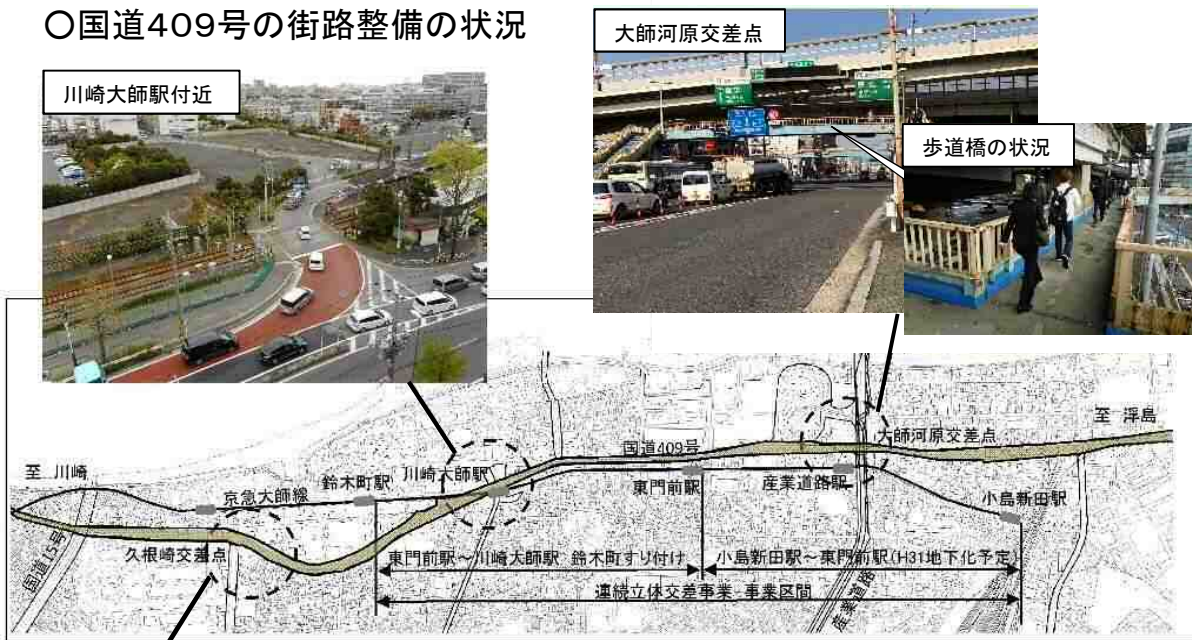 〇国道409号の街路整備の状況
川崎大師駅付近
大師河原交差点
歩道橋の状況
至 川崎
京急大師線
鈴木町駅
川崎大師駅
国道409号
東門前駅
産業道路駅
大師河原交差点
至 浮島
小島新田駅
国道15号
久根崎交差点
東門前駅～川崎大師駅 鈴木町すり付け
小島新田駅～東門前駅(H31地下化予定)
連続立体交差事業 事業区間
産業道路